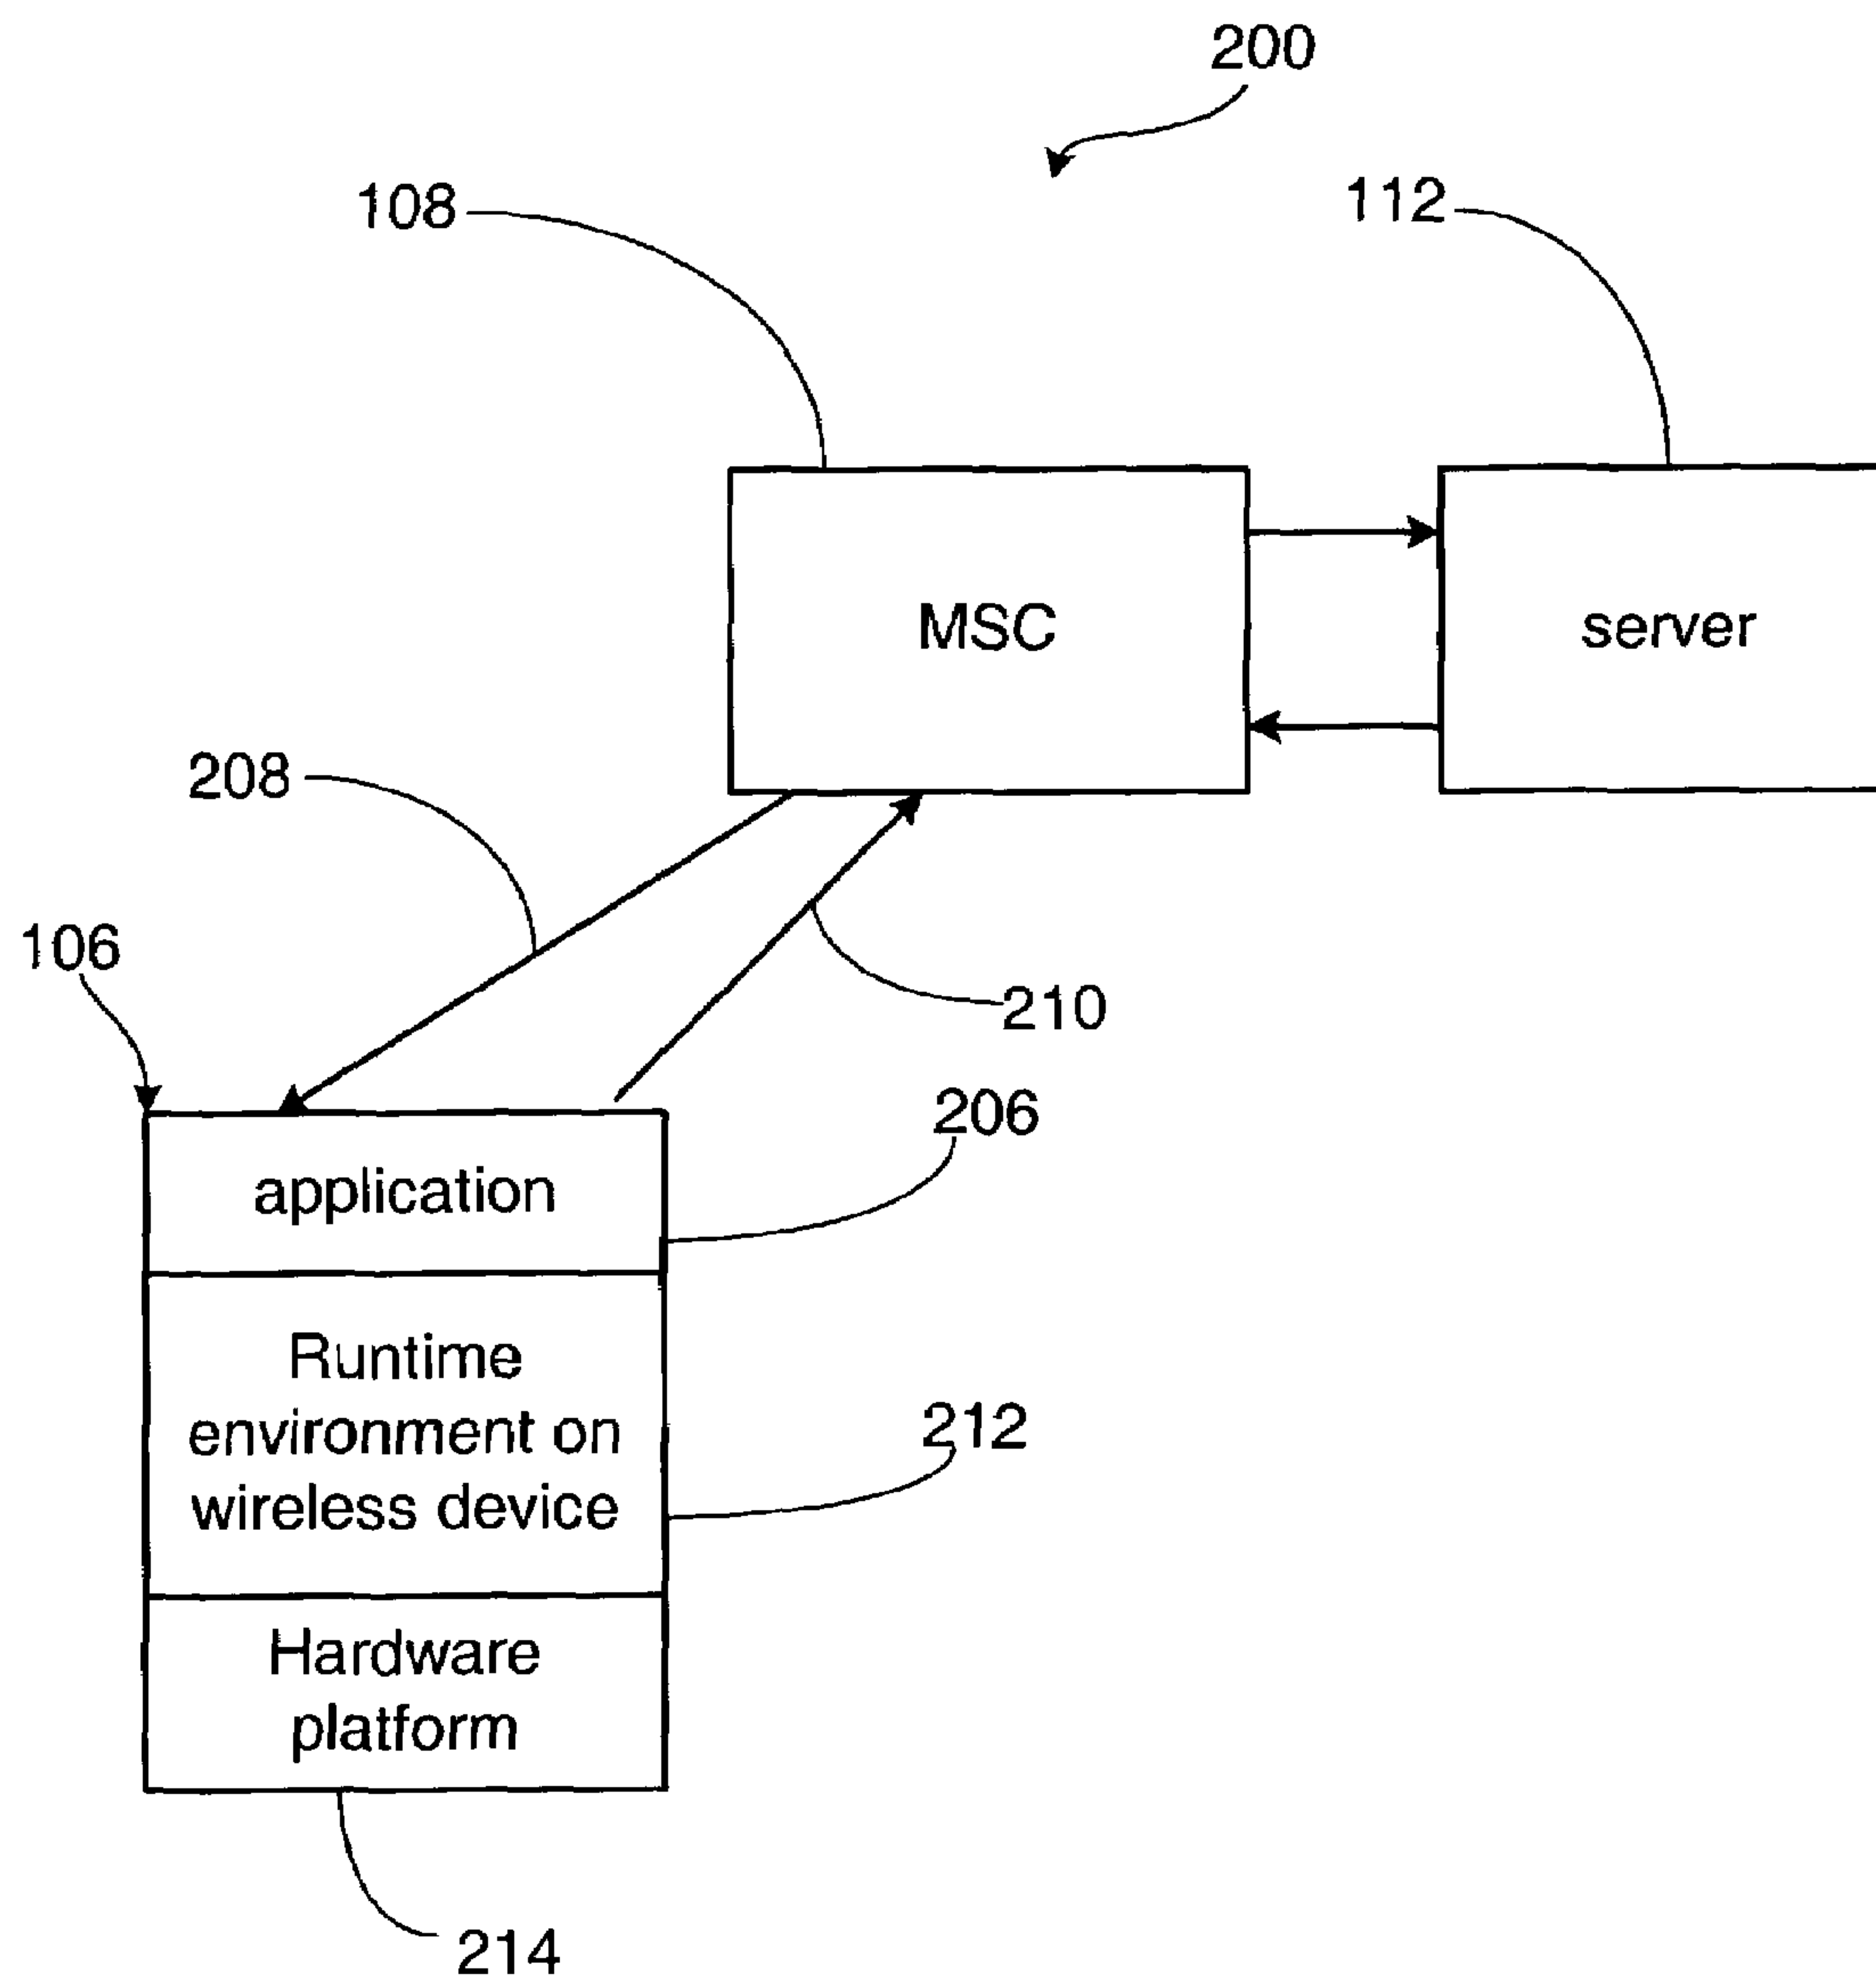 200
108
112
MSC
server
208
106
210
206
application
Runtime
environment on
wireless device
212
Hardware
platform
214